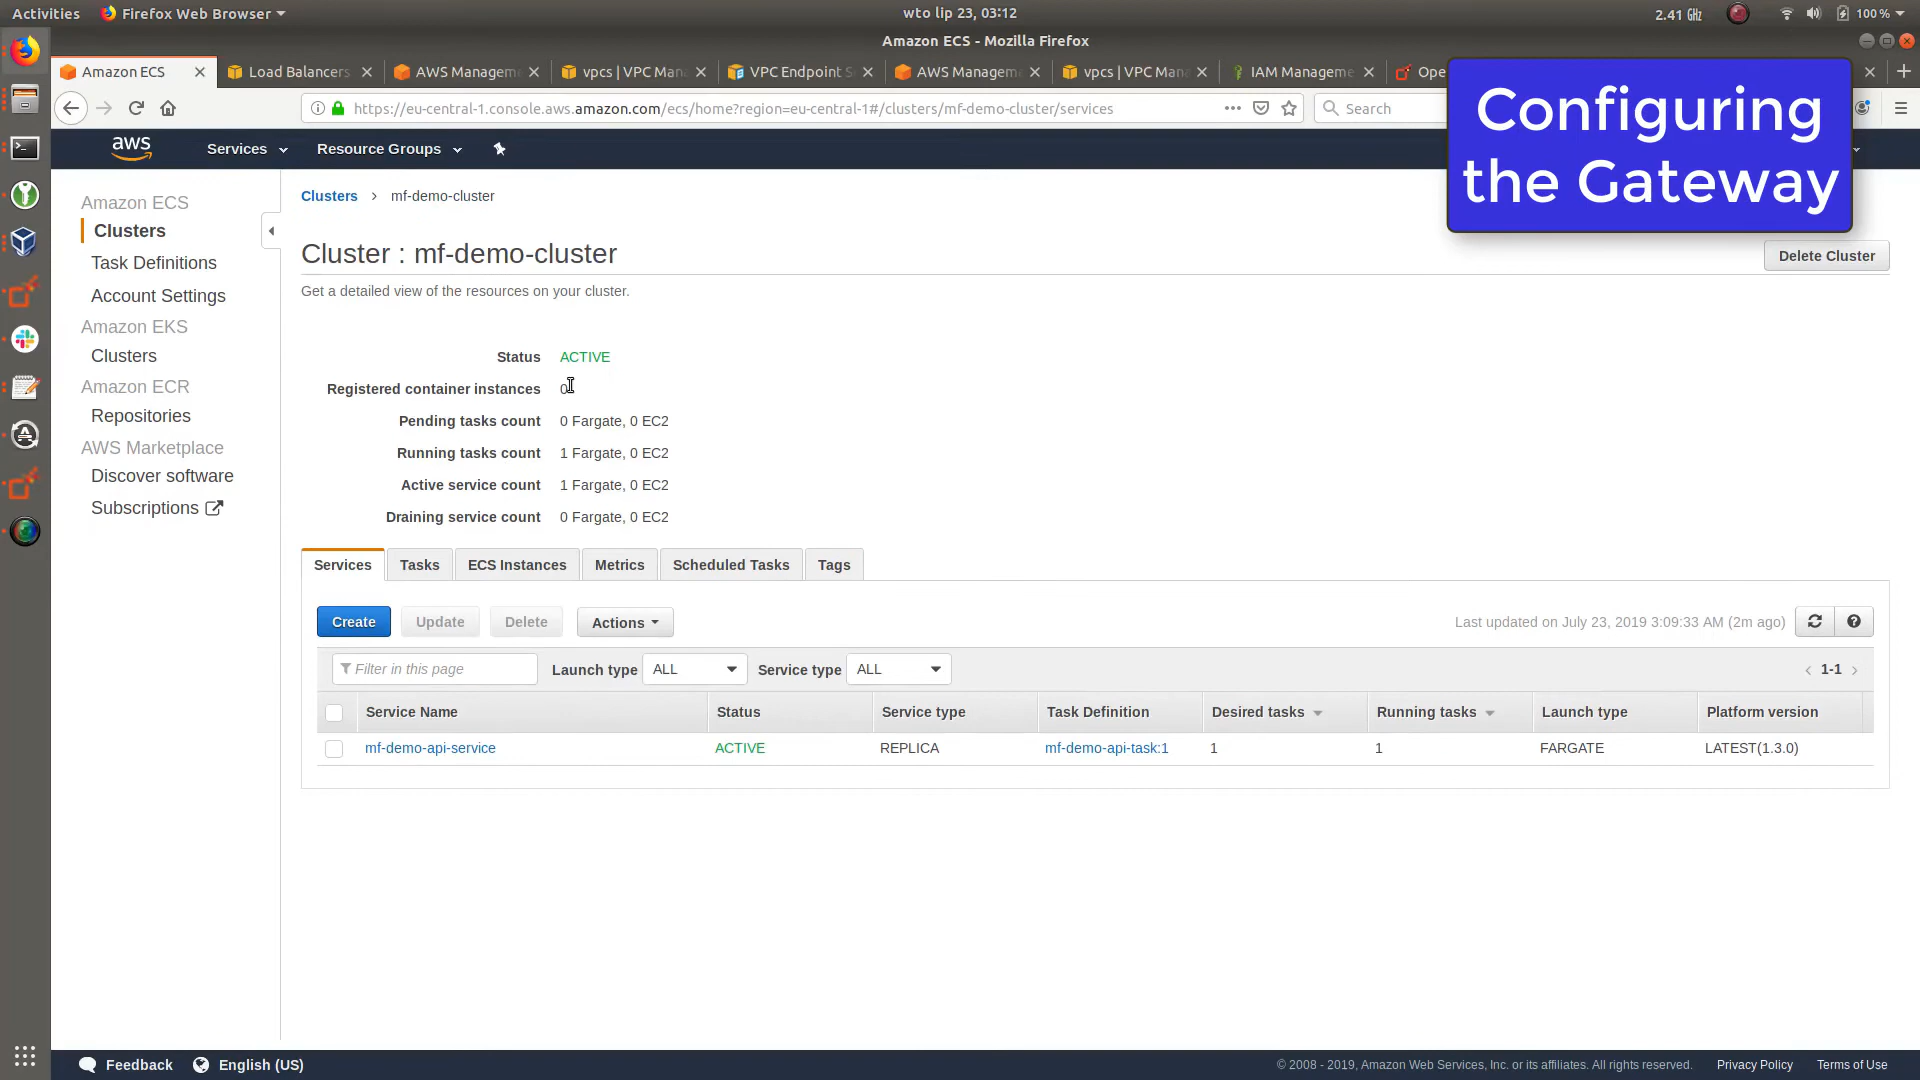 Activities
Firefox Web Browser
wto lip 23, 03:12
2.41 GHz
100 %
Amazon ECS - Mozilla Firefox
Amazon ECS
Load Balancers
AWS Managem
vpcs | VPC Man
VPC Endpoint S
AWS Managem
vpcs | VPC Man
IAM Managem
Ope
https://eu-central-1.console.aws.amazon.com/ecs/home?region=eu-central-1#/clusters/mf-demo-cluster/services
Search
Configuring
the Gateway
aws
Services
Resource Groups
Amazon ECS
Clusters
Task Definitions
Account Settings
Amazon EKS
Clusters
Amazon ECR
Repositories
AWS Marketplace
Discover software
Subscriptions
Clusters > mf-demo-cluster
Cluster : mf-demo-cluster
Delete Cluster
Get a detailed view of the resources on your cluster.
Status ACTIVE
Registered container instances 0
Pending tasks count 0 Fargate, 0 EC2
Running tasks count 1 Fargate, 0 EC2
Active service count 1 Fargate, 0 EC2
Draining service count 0 Fargate, 0 EC2
Services Tasks ECS Instances Metrics Scheduled Tasks Tags
Create Update Delete Actions
Last updated on July 23, 2019 3:09:33 AM (2m ago)
Filter in this page
Launch type ALL
Service type ALL
1-1
Service Name Status Service type Task Definition Desired tasks Running tasks Launch type Platform version
mf-demo-api-service ACTIVE REPLICA mf-demo-api-task:1 1 1 FARGATE LATEST(1.3.0)
Feedback
English (US)
© 2008 - 2019, Amazon Web Services, Inc. or its affiliates. All rights reserved.
Privacy Policy
Terms of Use